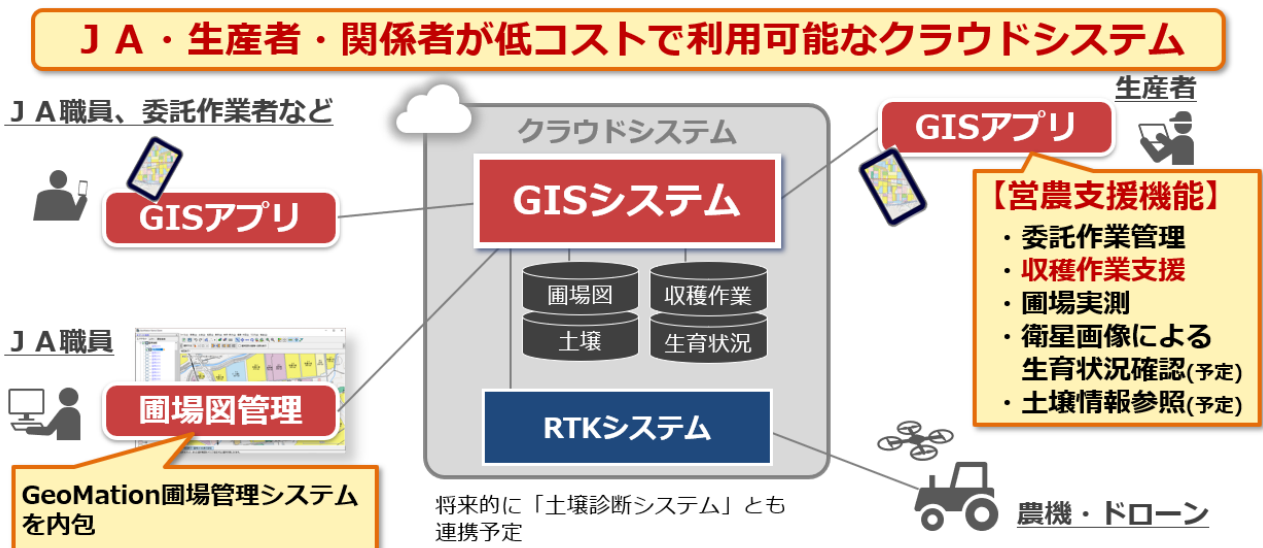 ＪＡ・生産者・関係者が低コストで利用可能なクラウドシステム
ＪＡ職員、委託作業者など
GISアプリ
ＪＡ職員
圃場図管理
GeoMation圃場管理システム
を内包
クラウドシステム
GISシステム
圃場図
収穫作業
土壌
生育状況
RTKシステム
将来的に「土壌診断システム」とも
連携予定
生産者
GISアプリ
【営農支援機能】
・委託作業管理
・収穫作業支援
・圃場実測
・衛星画像による
生育状況確認(予定)
・土壌情報参照(予定)
農機・ドローン